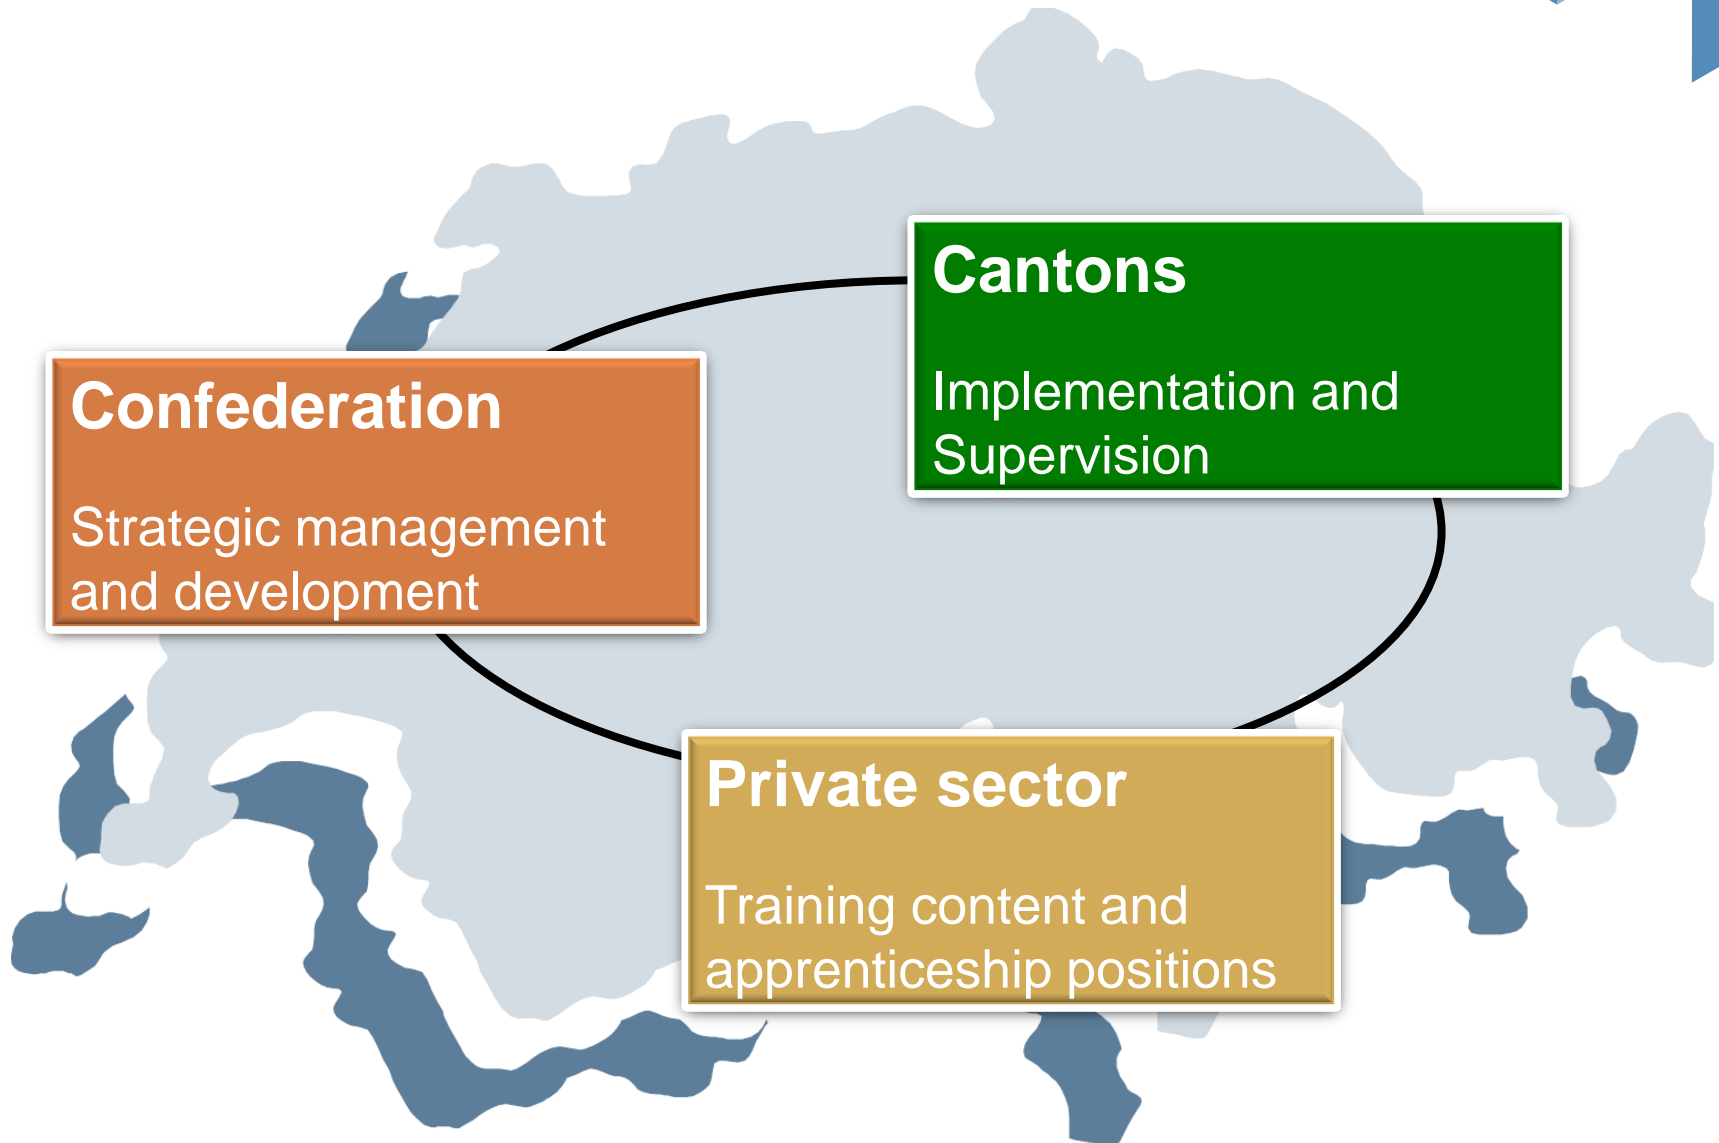 Cantons
Implementation and
Supervision
Confederation
Strategic management
and development
Private sector
Training content and
apprenticeship positions